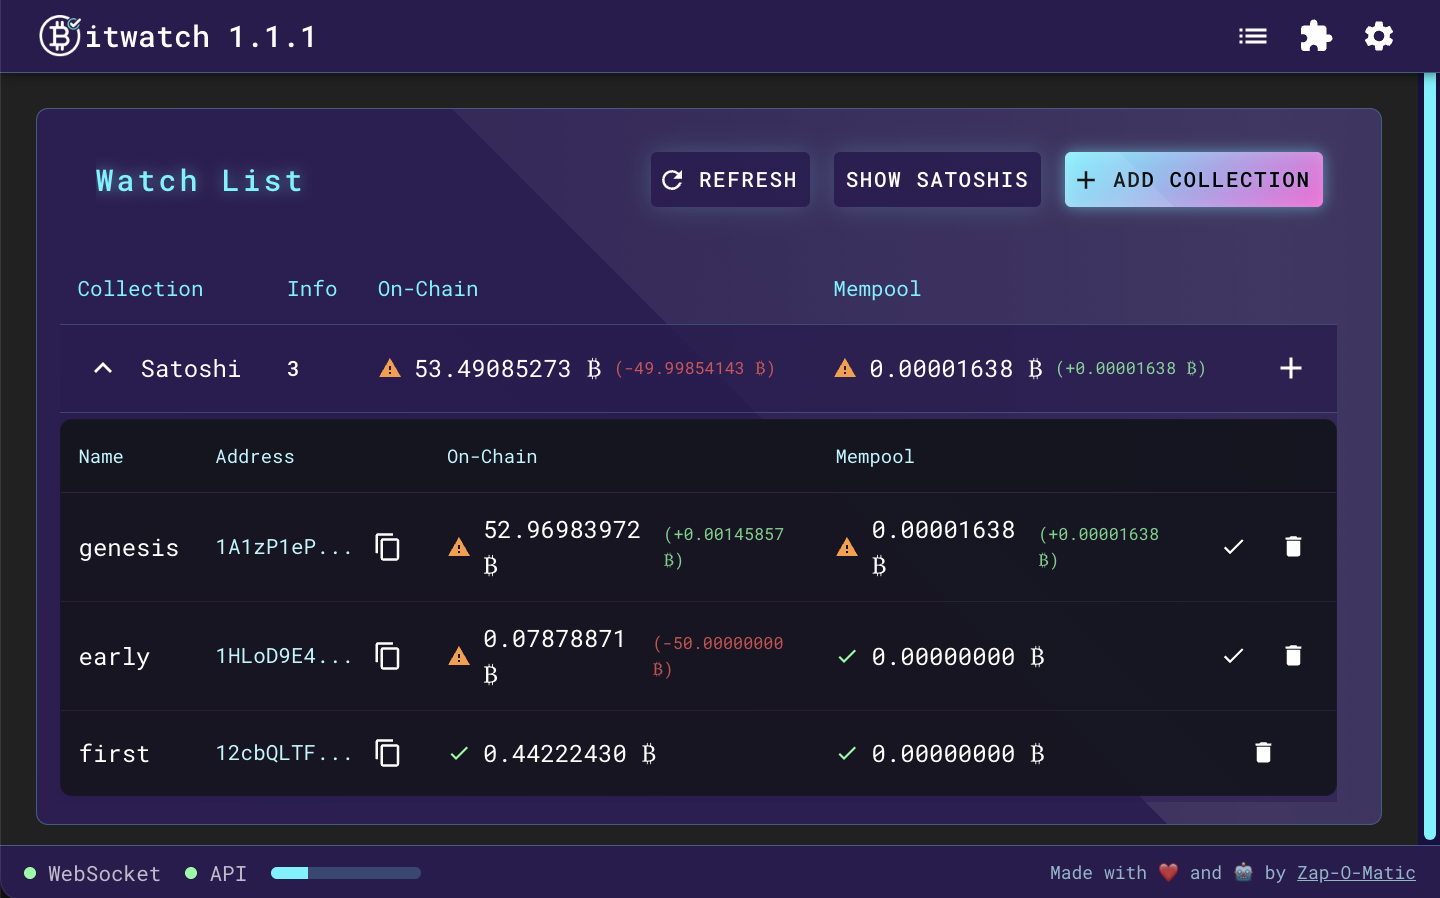 ₿itwatch 1.1.1
Watch List
REFRESH
SHOW SATOSHIS
+ ADD COLLECTION
Collection Info On-Chain Mempool
Satoshi 3 53.49085273 ₿ (-49.99854143 ₿) 0.00001638 ₿ (+0.00001638 ₿)
Name Address On-Chain Mempool
genesis 1A1zP1eP... 52.96983972 ₿ (+0.00145857 ₿) 0.00001638 ₿ (+0.00001638 ₿)
early 1HLoD9E4... 0.07878871 ₿ (-50.00000000 ₿) 0.00000000 ₿
first 12cbQLTF... 0.44222430 ₿ 0.00000000 ₿
WebSocket API Made with ❤️ and 🤖 by Zap-O-Matic